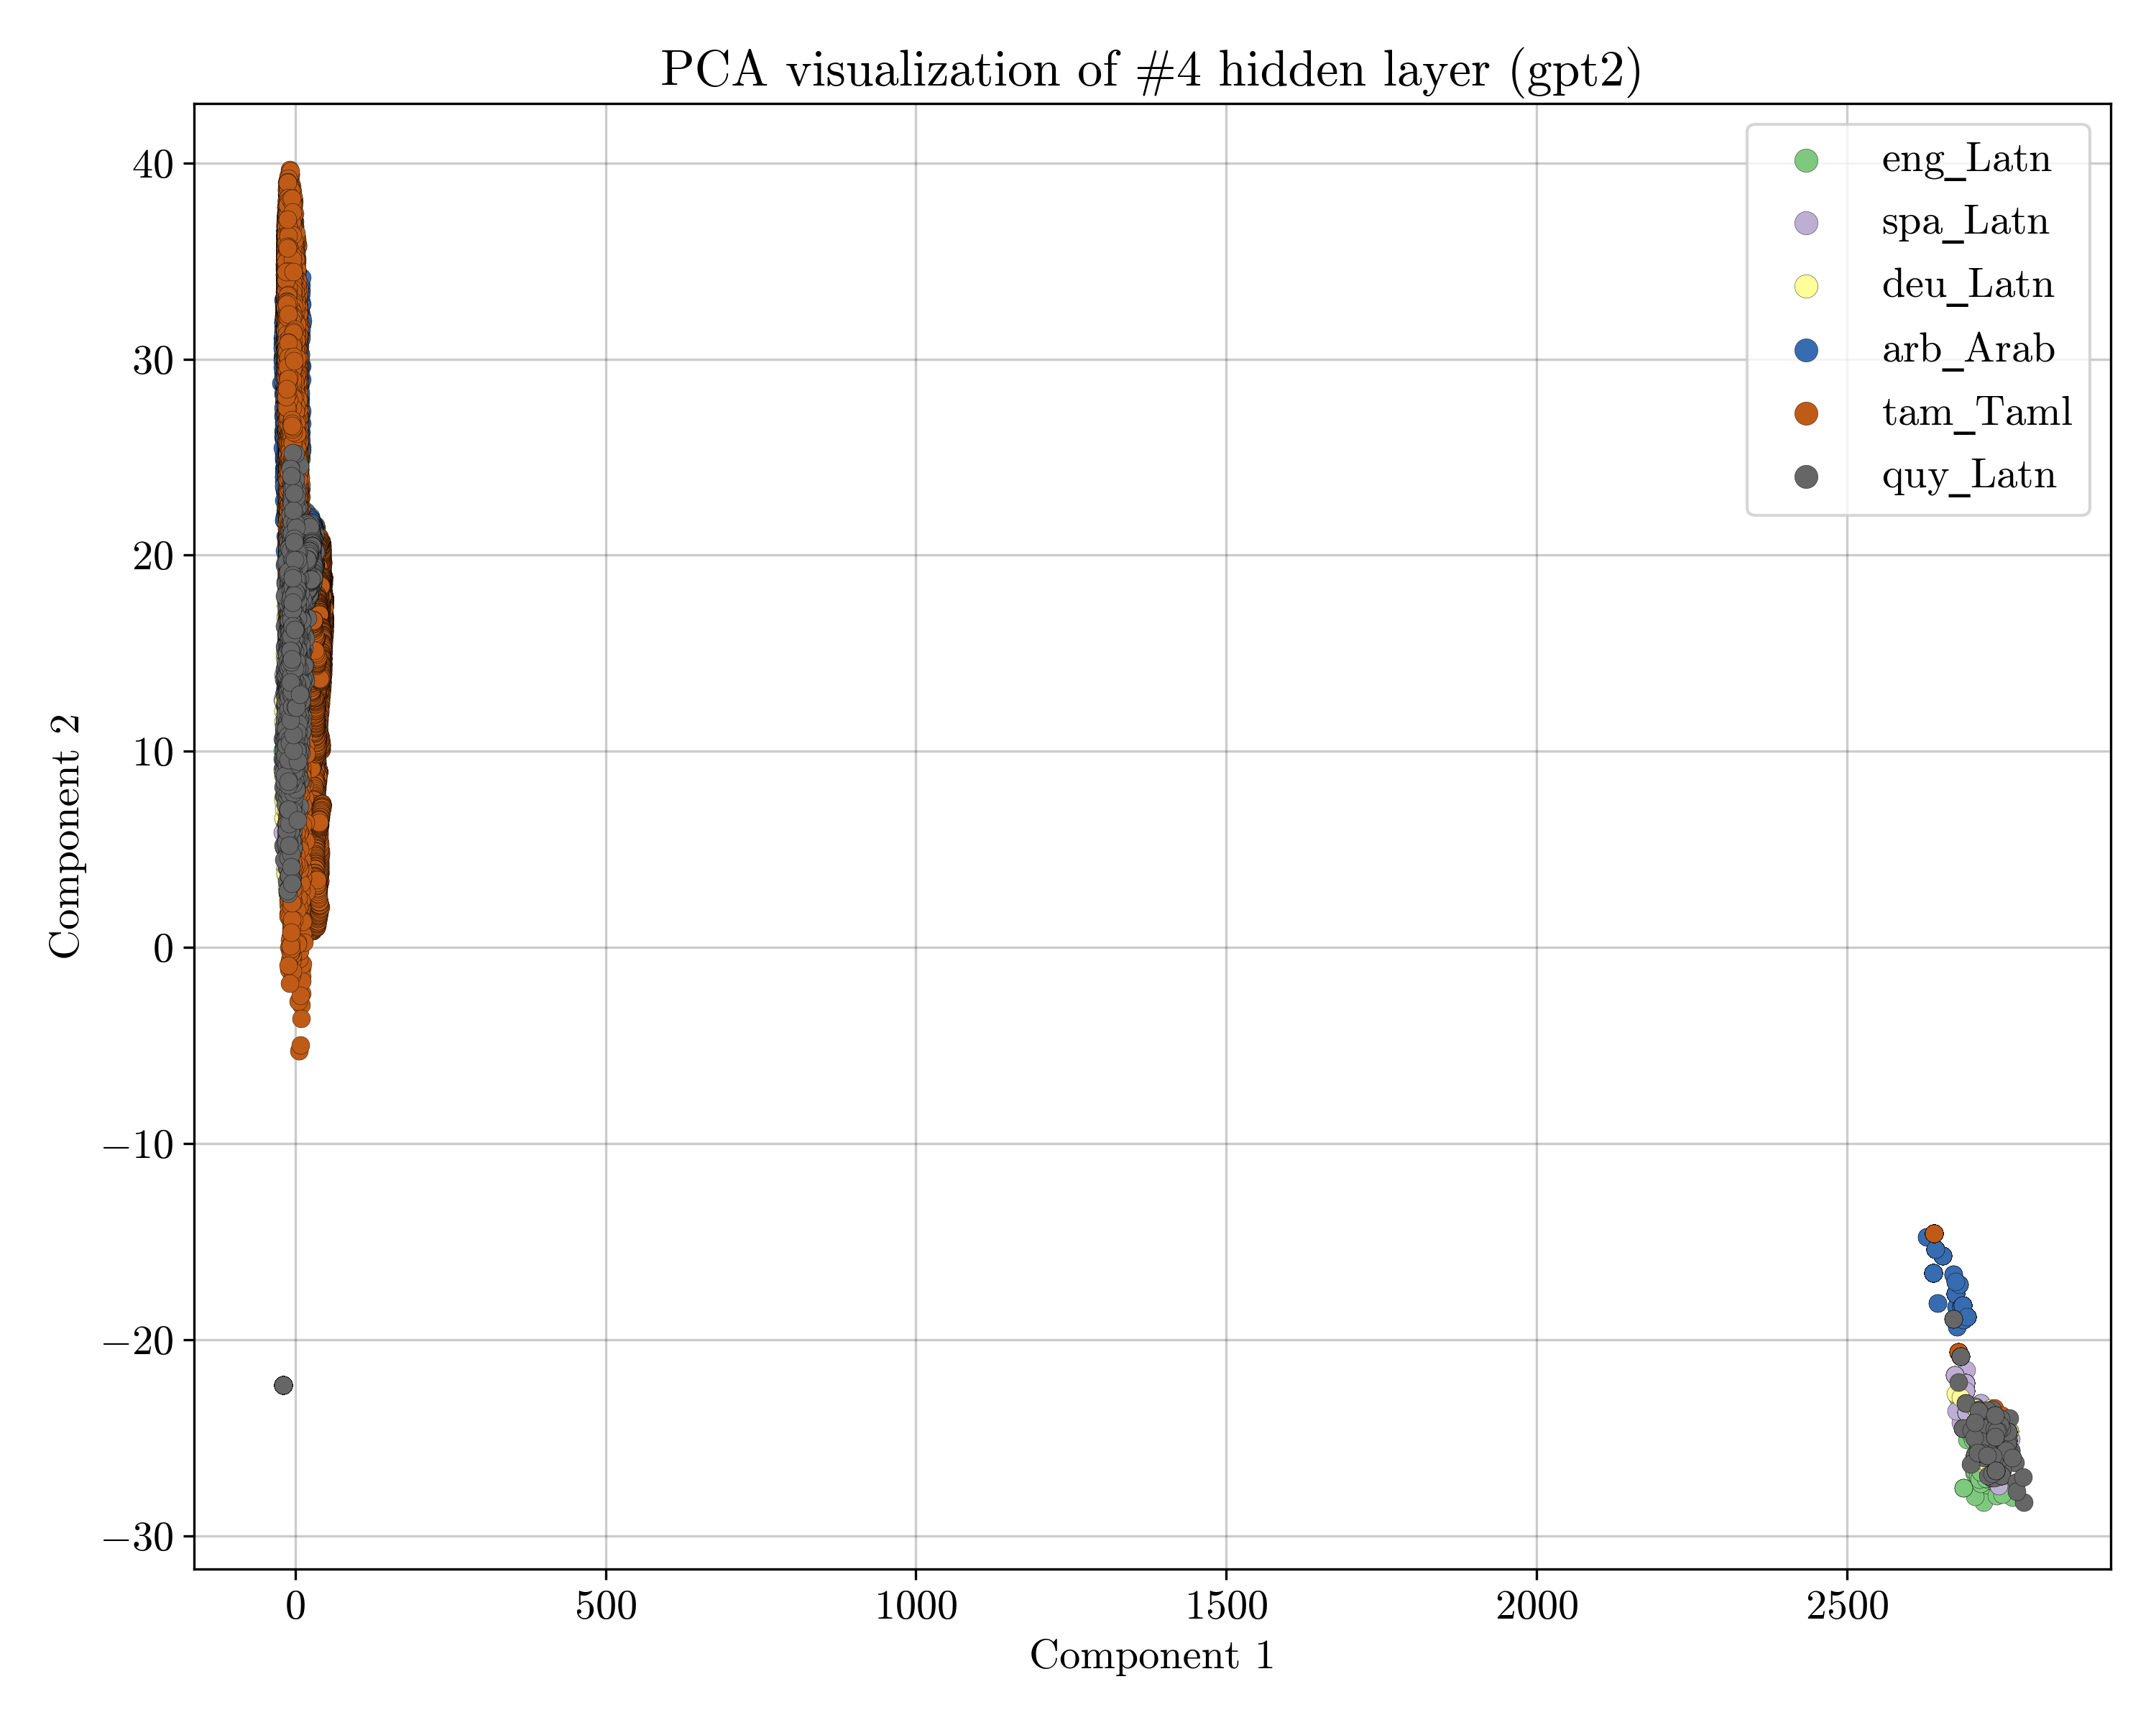 PCA visualization of #4 hidden layer (gpt2)
eng_Latn
spa_Latn
deu_Latn
arb_Arab
tam_Taml
quy_Latn
40
30
20
10
0
−10
−20
−30
Component 2
0 500 1000 1500 2000 2500
Component 1